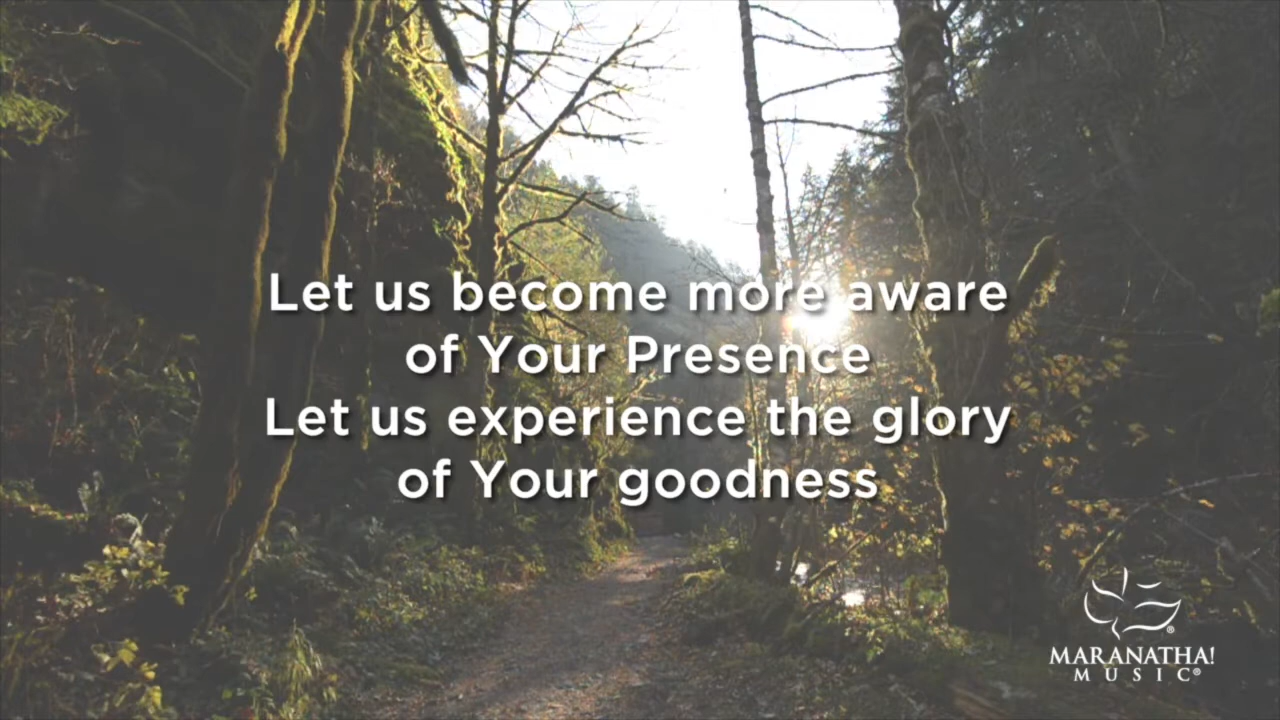 Let us become more aware
of Your Presence
Let us experience the glory
of Your goodness
MARANATHA!
MUSIC®